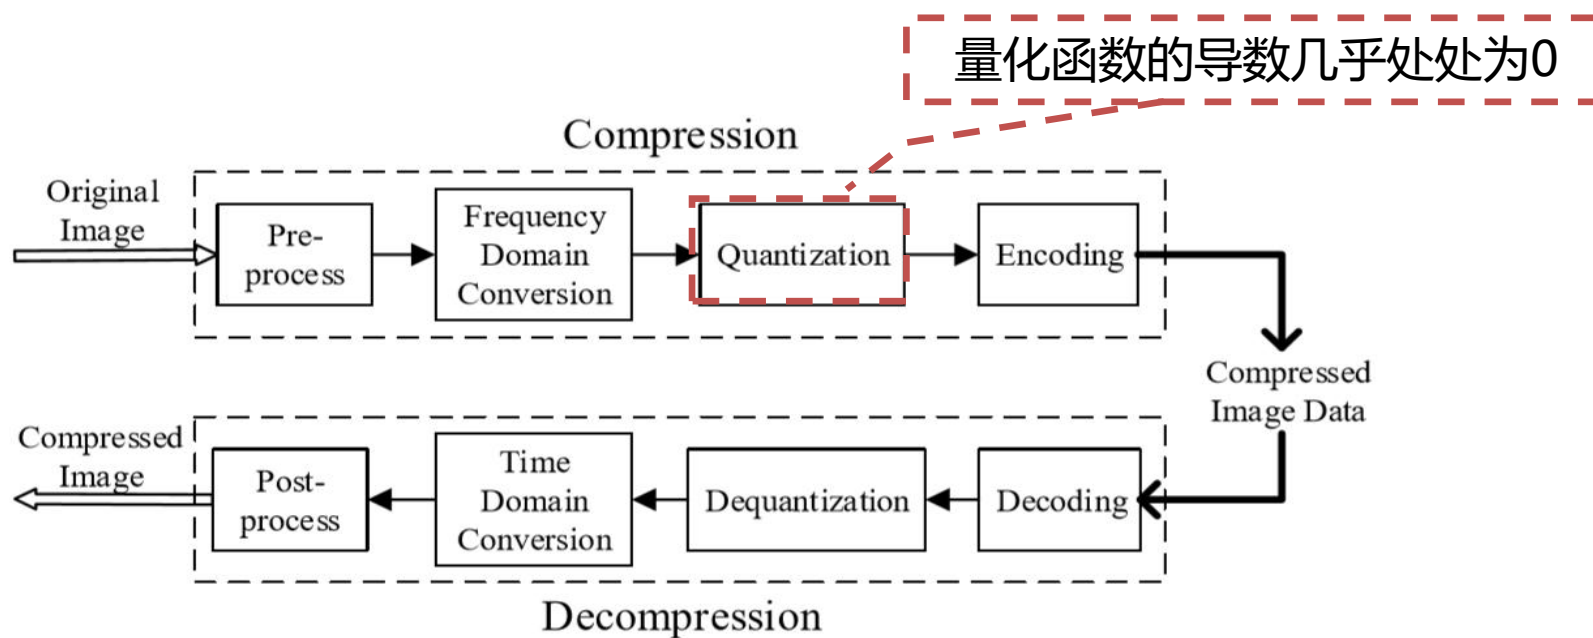 量化函数的导数几乎处处为0
Compression
Original
Image
Pre-
process
Frequency
Domain
Conversion
Quantization
Encoding
Compressed
Image Data
Compressed
Image
Post-
process
Time
Domain
Conversion
Dequantization
Decoding
Decompression